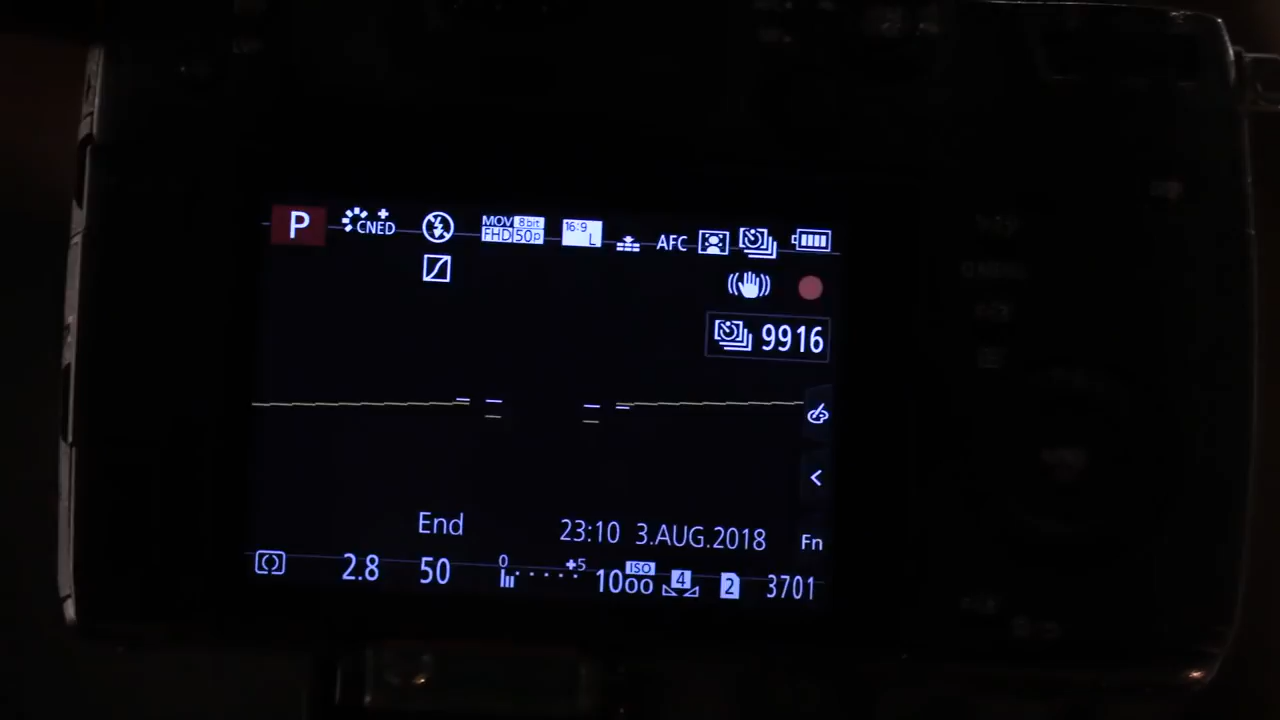 P CNED MOV 8bit FHD 50p 16:9 L AFC
9916
End 23:10 3.AUG.2018 Fn
2.8 50 0 +5 ISO 1000 4 2 3701